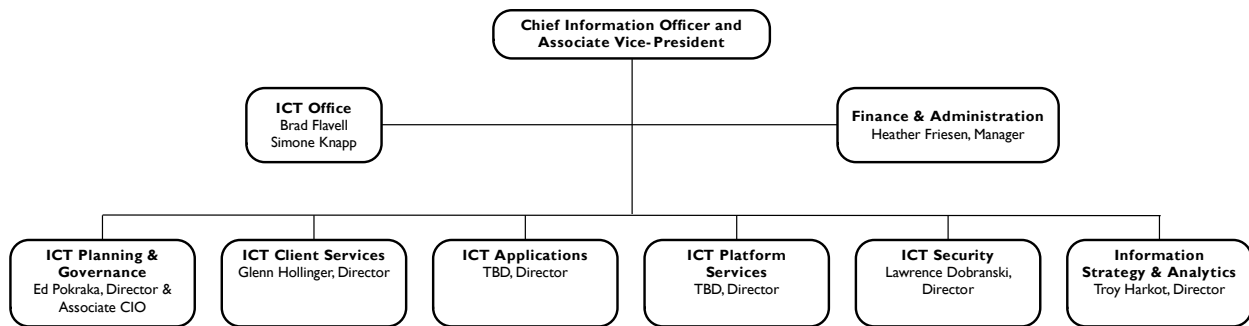 Chief Information Officer and
Associate Vice-President
ICT Office
Brad Flavell
Simone Knapp
Finance & Administration
Heather Friesen, Manager
ICT Planning &
Governance
Ed Pokraka, Director &
Associate CIO
ICT Client Services
Glenn Hollinger, Director
ICT Applications
TBD, Director
ICT Platform
Services
TBD, Director
ICT Security
Lawrence Dobranski,
Director
Information
Strategy & Analytics
Troy Harkot, Director